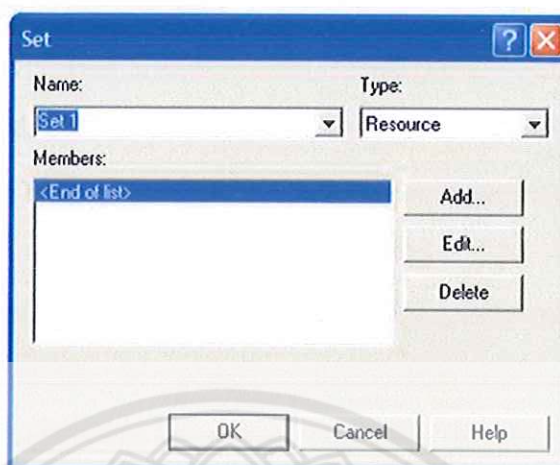 Set
Name: Type:
Set 1 Resource
Members:
<End of list>
Add...
Edit...
Delete
OK Cancel Help